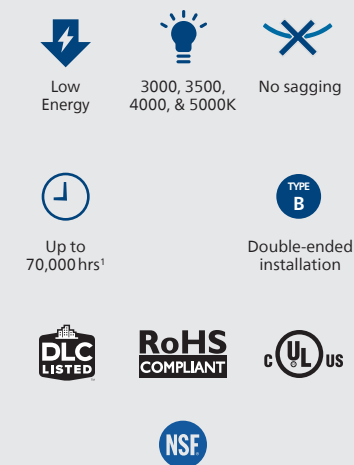 Low
Energy
3000, 3500,
4000, & 5000K
No sagging
Up to
70,000 hrs1
TYPE
B
Double-ended
installation
DLC
LISTED
™
RoHS
COMPLIANT
c UL us
NSF